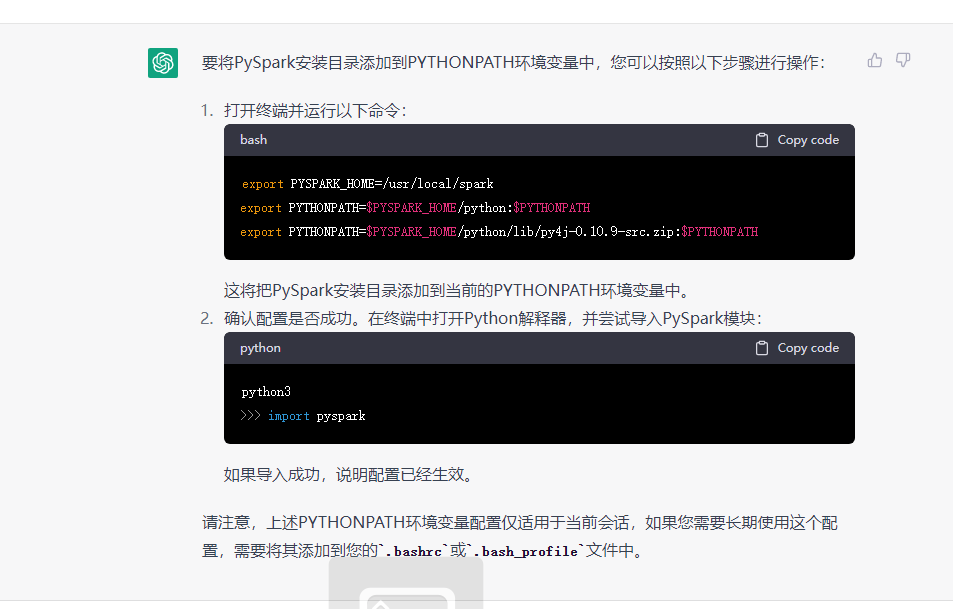 要将PySpark安装目录添加到PYTHONPATH环境变量中，您可以按照以下步骤进行操作：
1. 打开终端并运行以下命令：
bash Copy code
export PYSPARK_HOME=/usr/local/spark
export PYTHONPATH=$PYSPARK_HOME/python:$PYTHONPATH
export PYTHONPATH=$PYSPARK_HOME/python/lib/py4j-0.10.9-src.zip:$PYTHONPATH
这将把PySpark安装目录添加到当前的PYTHONPATH环境变量中。
2. 确认配置是否成功。在终端中打开Python解释器，并尝试导入PySpark模块：
python Copy code
python3
>>> import pyspark
如果导入成功，说明配置已经生效。
请注意，上述PYTHONPATH环境变量配置仅适用于当前会话，如果您需要长期使用这个配
置，需要将其添加到您的`.bashrc`或`.bash_profile`文件中。